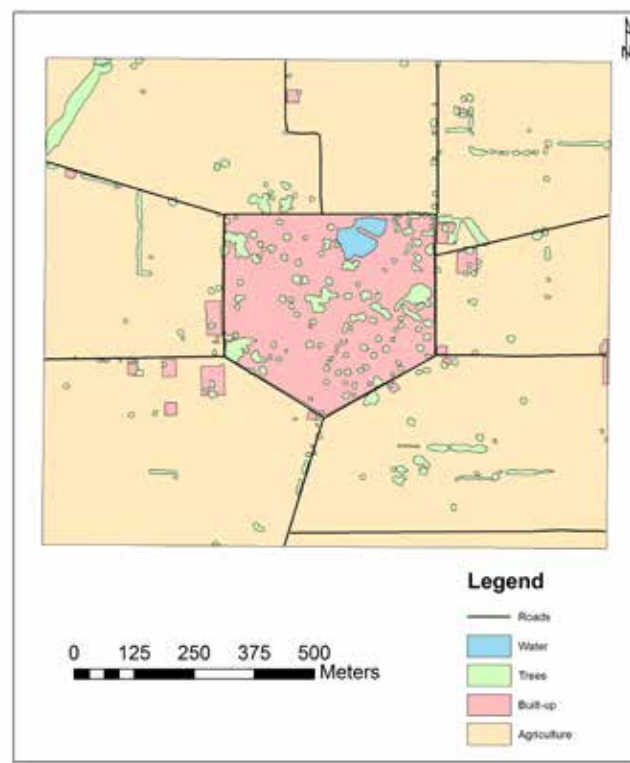 N
Legend
Roads
Water
Trees
Built-up
Agriculture
0 125 250 375 500
Meters